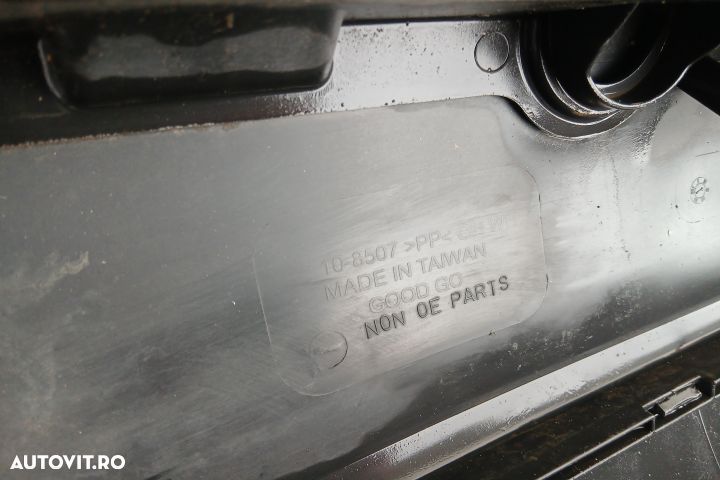 10-8507 >PP<
MADE IN TAIWAN
GOOD GO
NON OE PARTS
AUTOVIT.RO